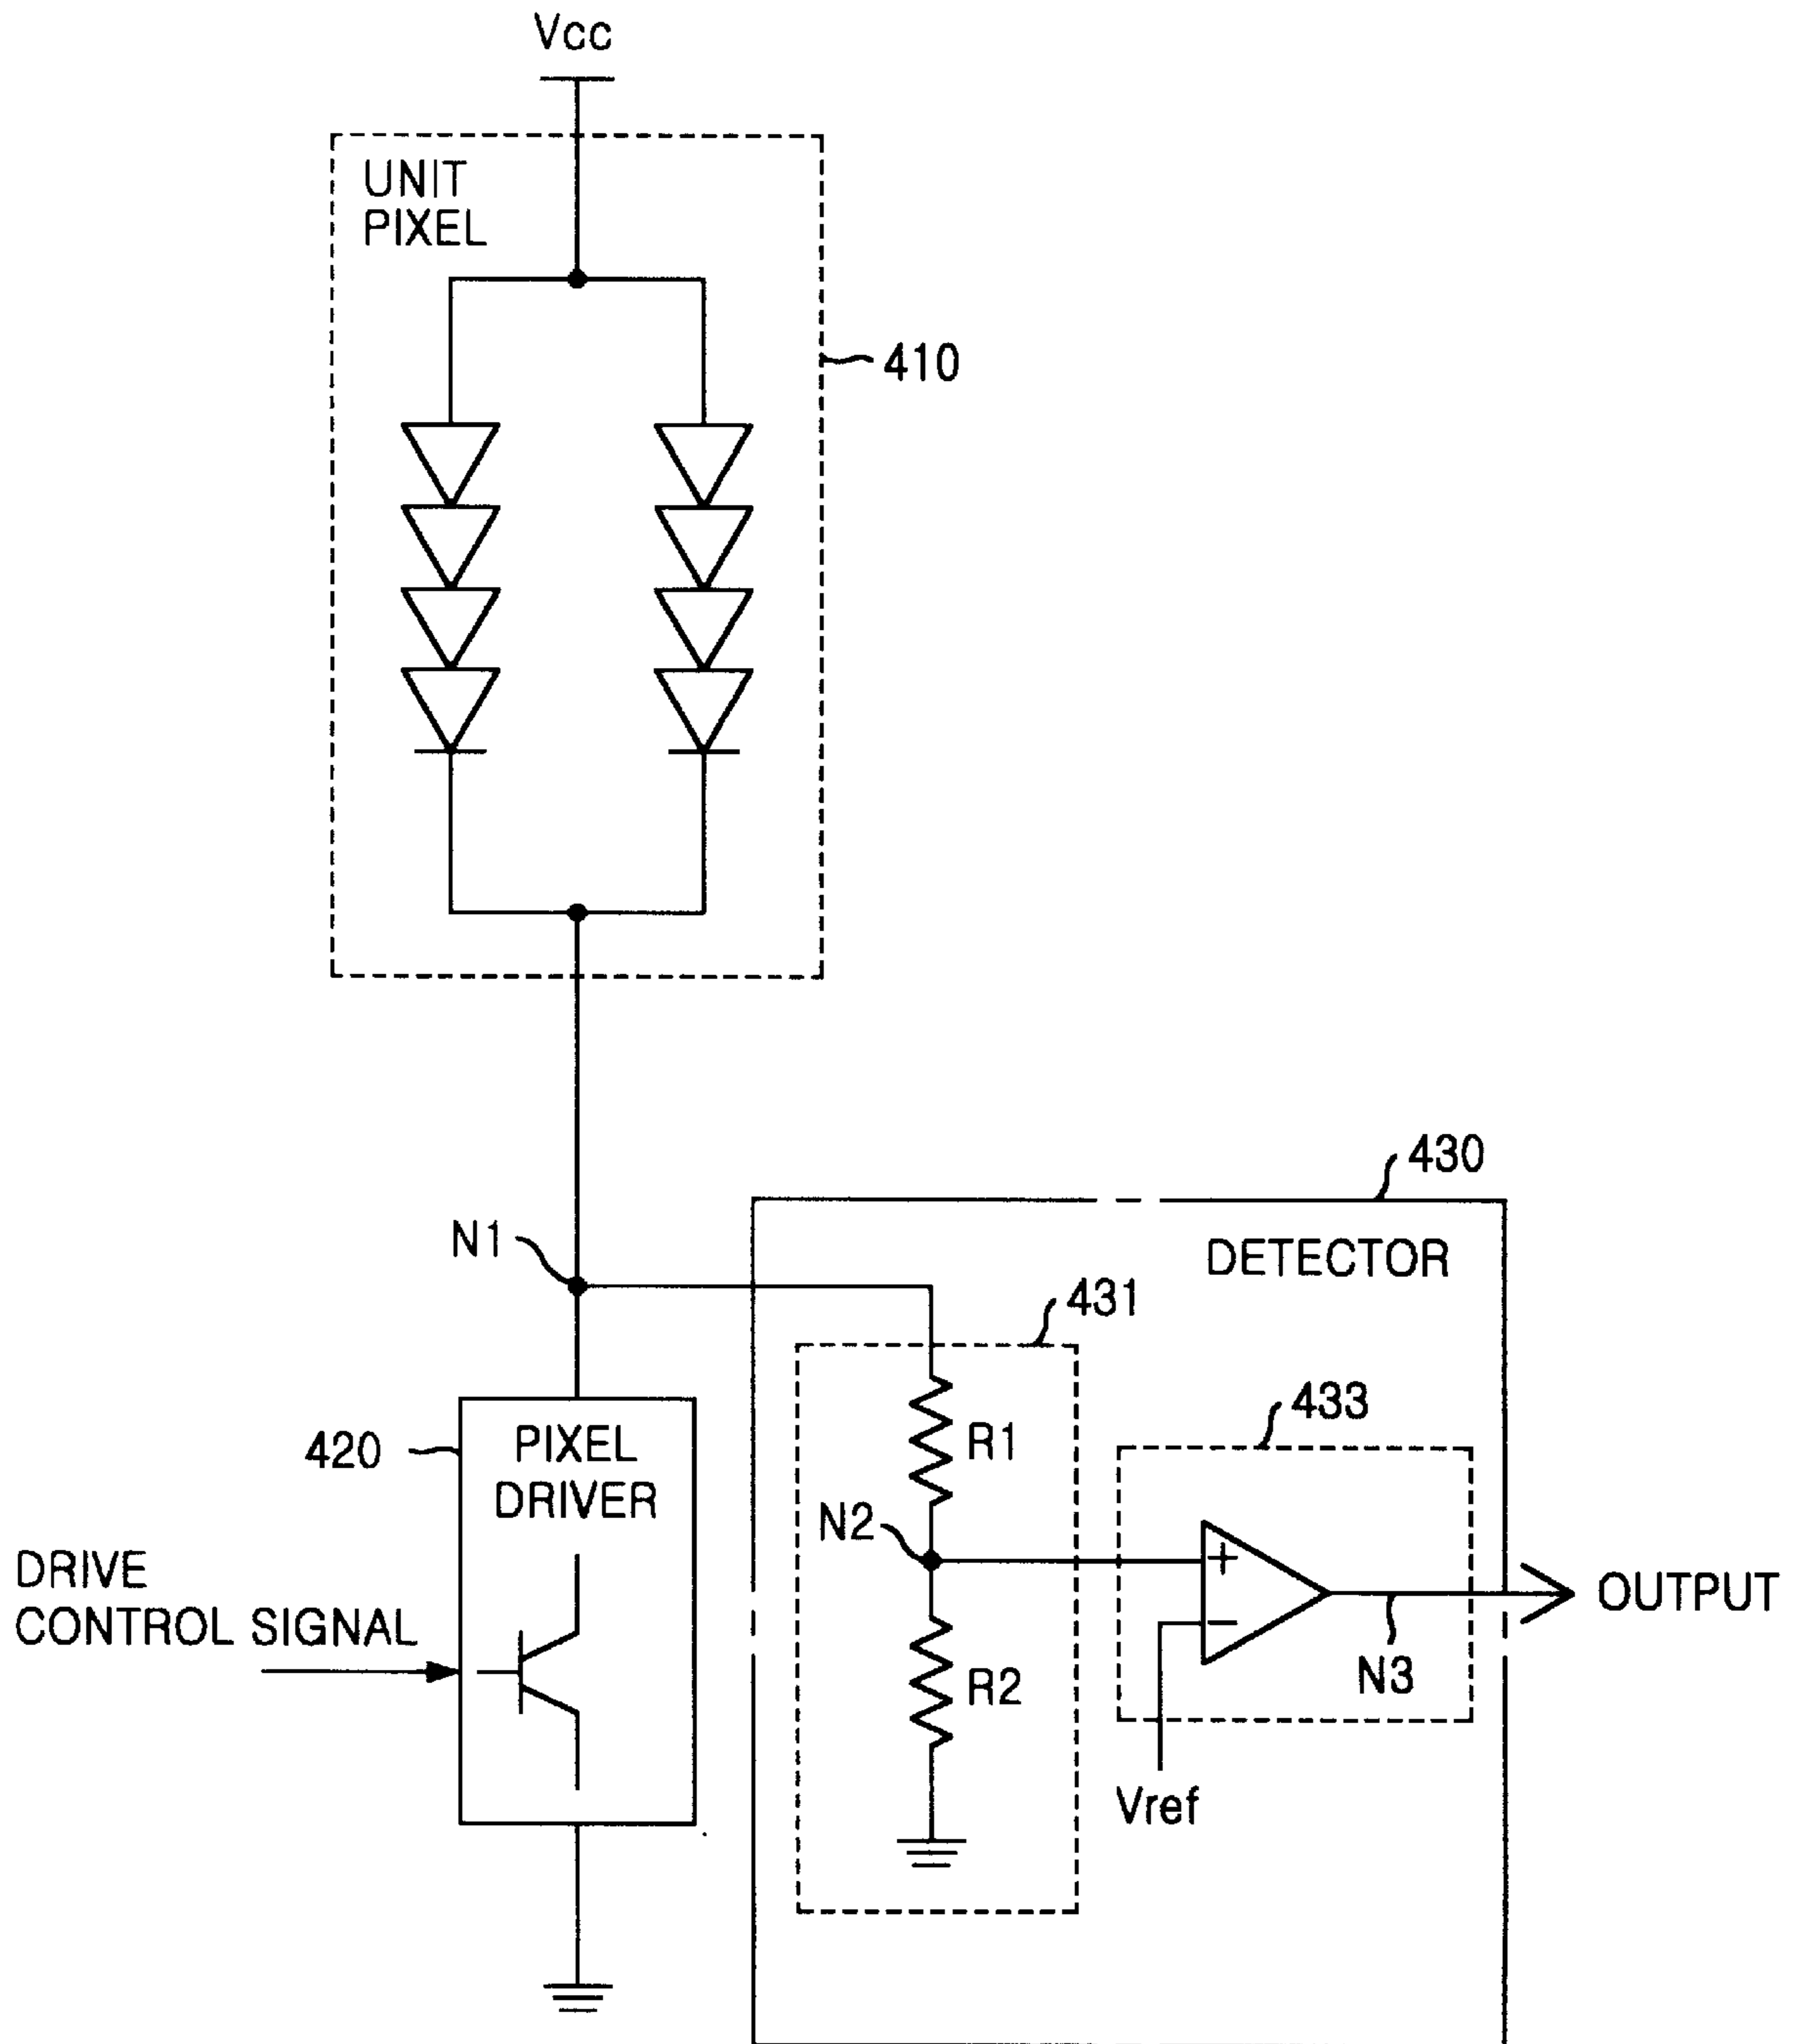 Vcc
UNIT
PIXEL
410
430
N1
DETECTOR
431
433
420
PIXEL
DRIVER
R1
N2
+
DRIVE
CONTROL SIGNAL
OUTPUT
−
N3
R2
Vref